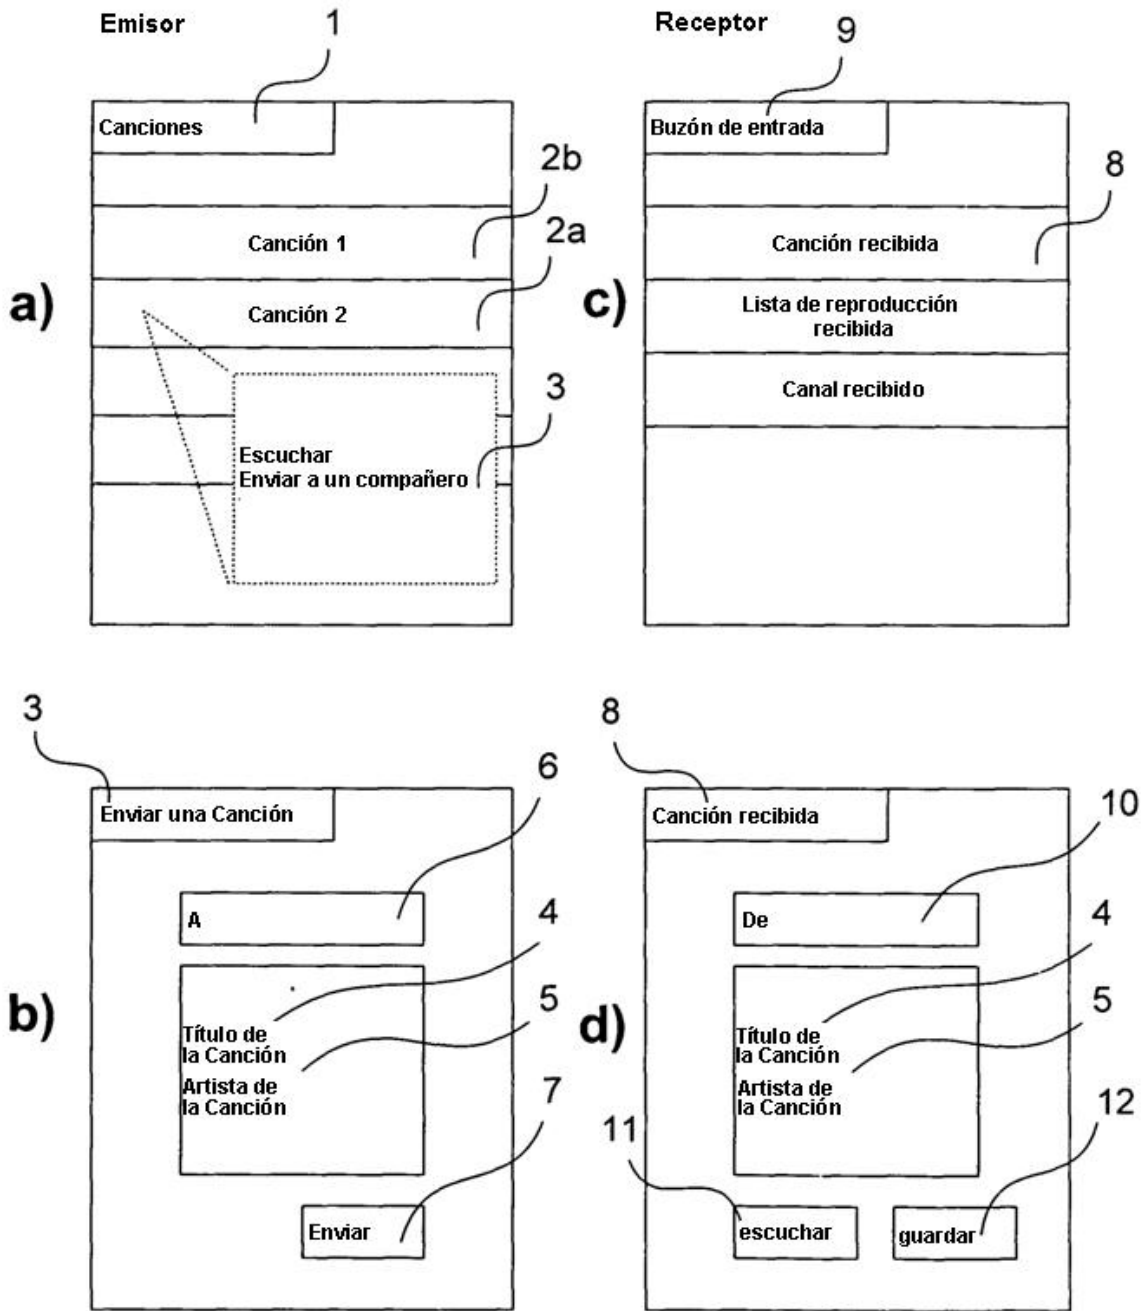 Emisor
1
Canciones
2b
Canción 1
2a
a)
Canción 2
3
Escuchar
Enviar a un compañero
Receptor
9
Buzón de entrada
8
Canción recibida
c)
Lista de reproducción
recibida
Canal recibido
3
Enviar una Canción
6
A
4
b)
5
Título de
la Canción
Artista de
la Canción
7
Enviar
8
Canción recibida
10
De
4
d)
5
Título de
la Canción
Artista de
la Canción
11
12
escuchar
guardar